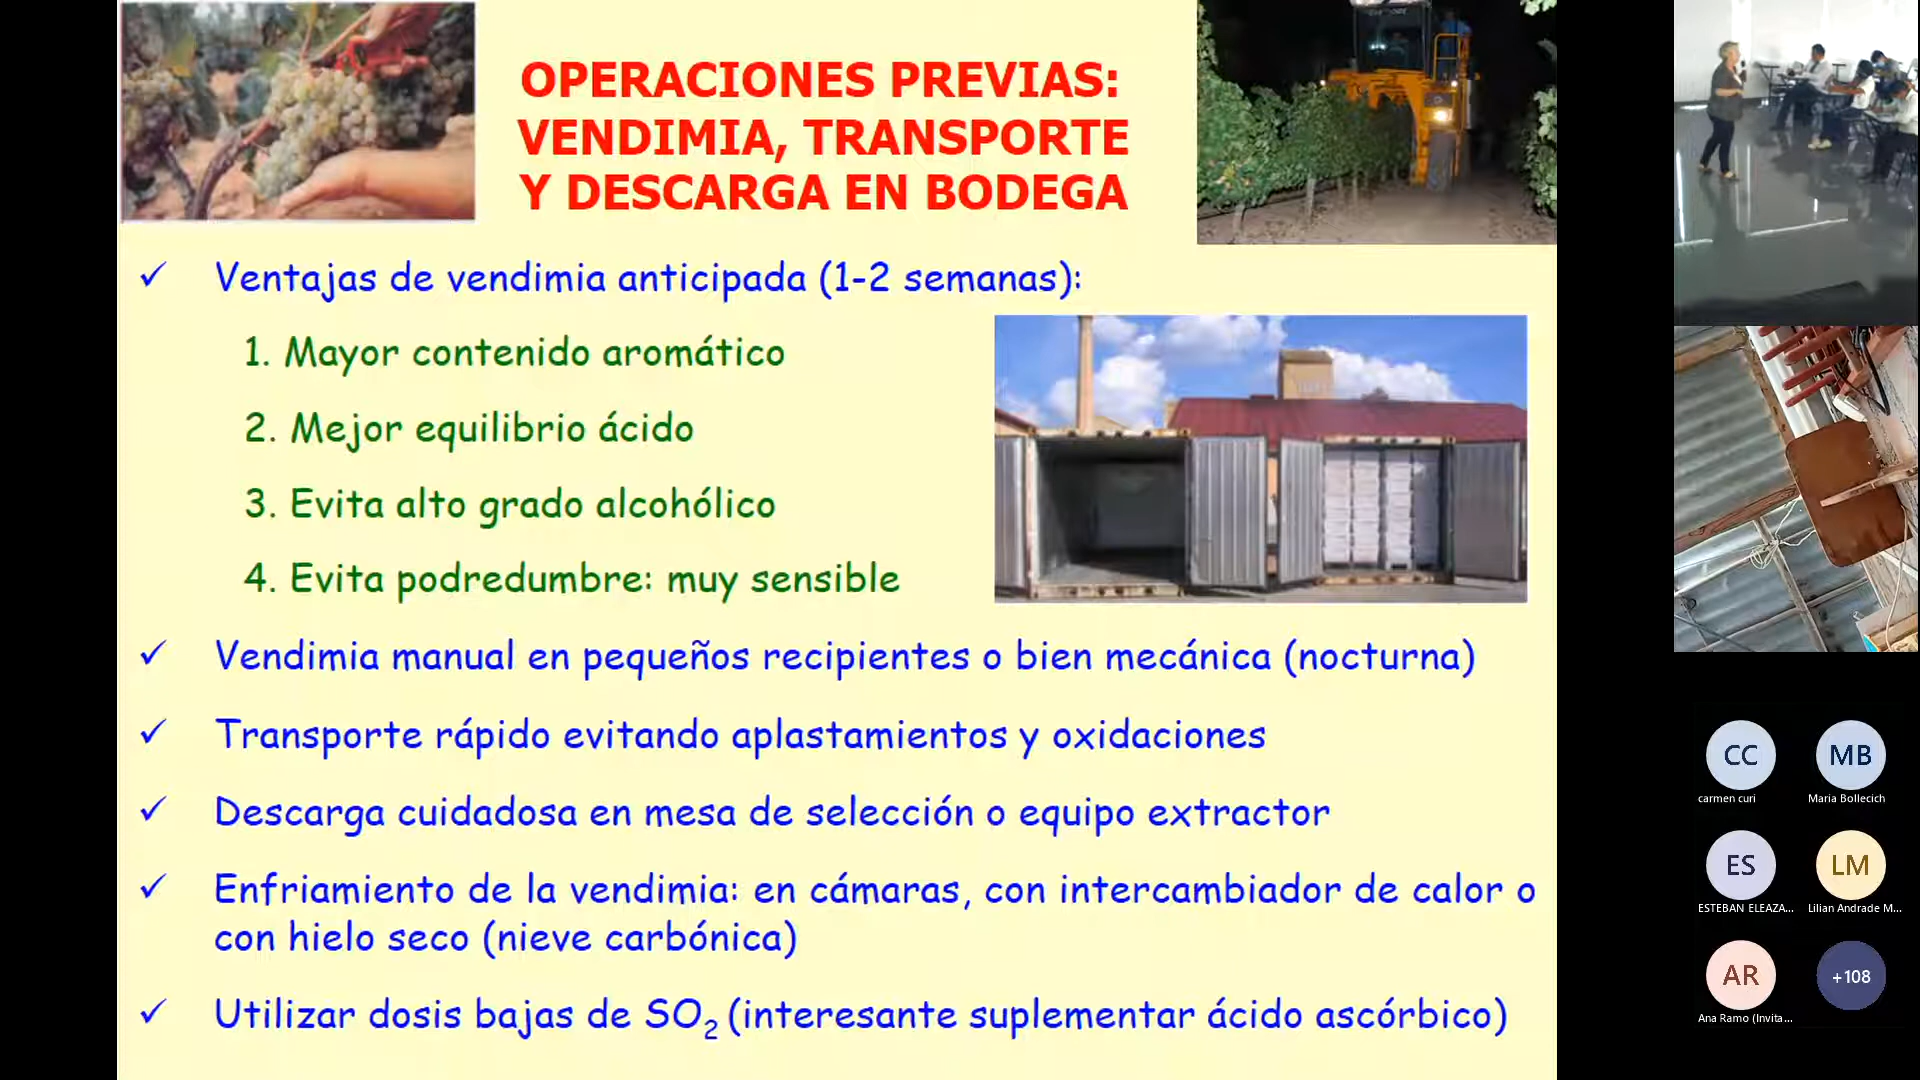 OPERACIONES PREVIAS:
VENDIMIA, TRANSPORTE
Y DESCARGA EN BODEGA
✓ Ventajas de vendimia anticipada (1-2 semanas):
1. Mayor contenido aromático
2. Mejor equilibrio ácido
3. Evita alto grado alcohólico
4. Evita podredumbre: muy sensible
✓ Vendimia manual en pequeños recipientes o bien mecánica (nocturna)
✓ Transporte rápido evitando aplastamientos y oxidaciones
✓ Descarga cuidadosa en mesa de selección o equipo extractor
✓ Enfriamiento de la vendimia: en cámaras, con intercambiador de calor o
con hielo seco (nieve carbónica)
✓ Utilizar dosis bajas de SO₂ (interesante suplementar ácido ascórbico)
CC
carmen curi
MB
Maria Bollecich
ES
ESTEBAN ELEAZA...
LM
Lilian Andrade M...
AR
Ana Ramo (Invita...
+108